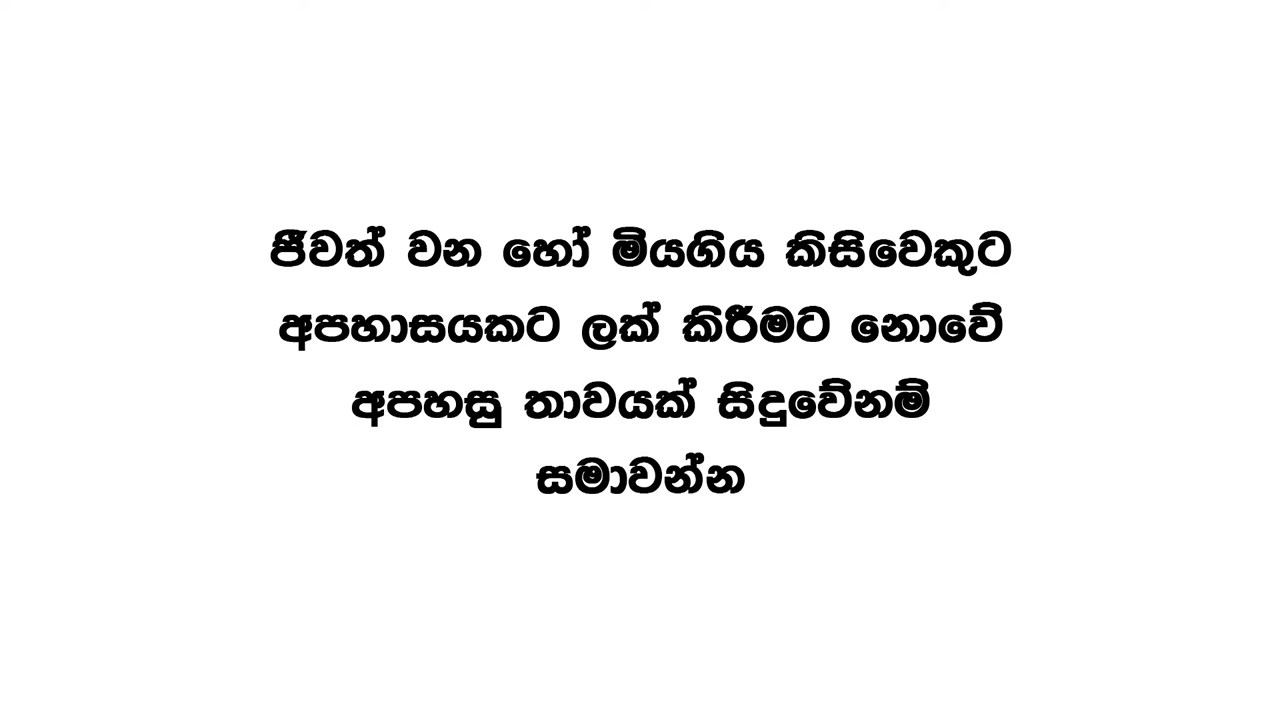 ජීවත් වන හෝ මියගිය කිසිවෙකුට
අපහාසයකට ලක් කිරීමට නොවේ
අපහසු තාවයක් සිදුවේනම්
සමාවන්න